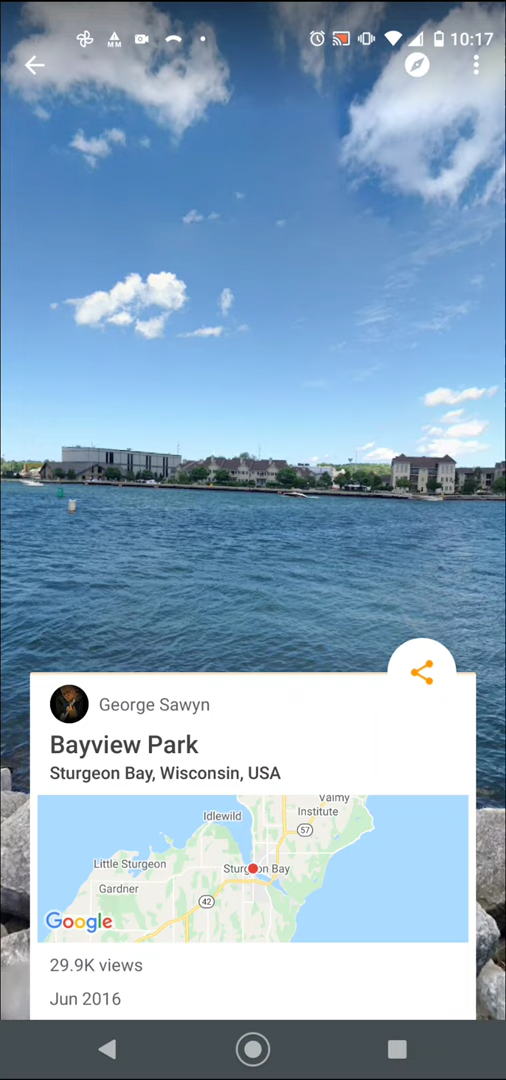 MM
10:17
George Sawyn
Bayview Park
Sturgeon Bay, Wisconsin, USA
Valmy
Institute
Idlewild
57
Little Sturgeon
Sturgeon Bay
Gardner
42
Google
29.9K views
Jun 2016